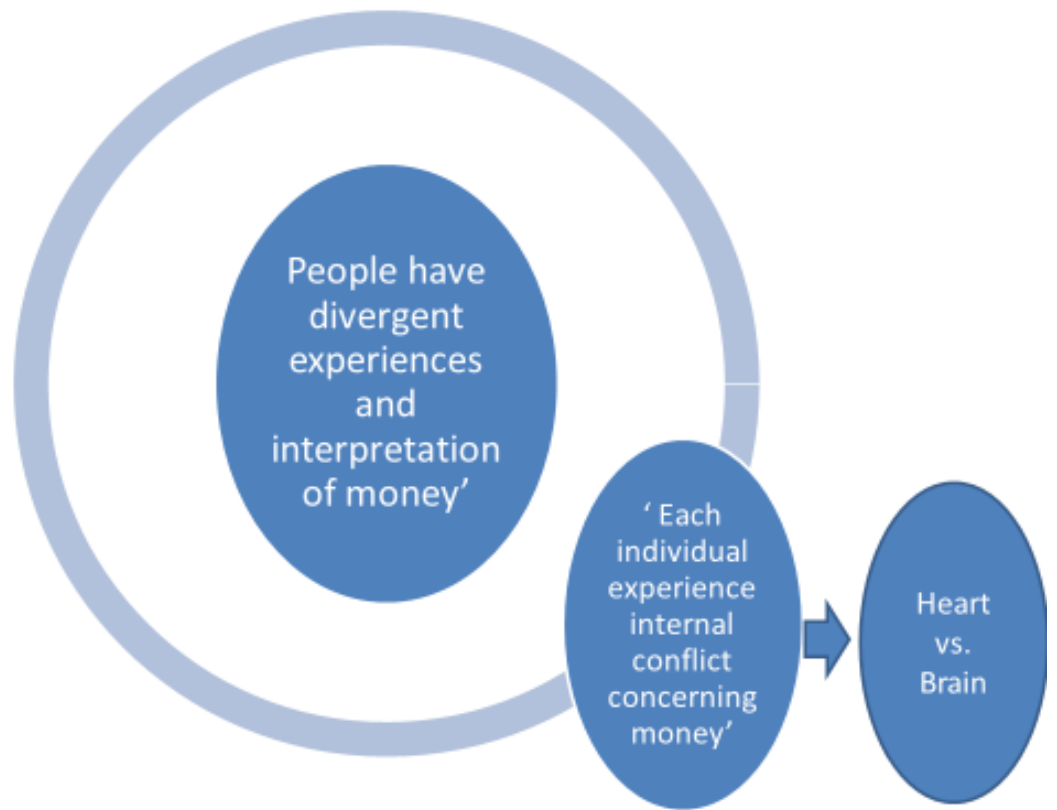 People have
divergent
experiences
and
interpretation
of money’
‘ Each
individual
experience
internal
conflict
concerning
money’
Heart
vs.
Brain